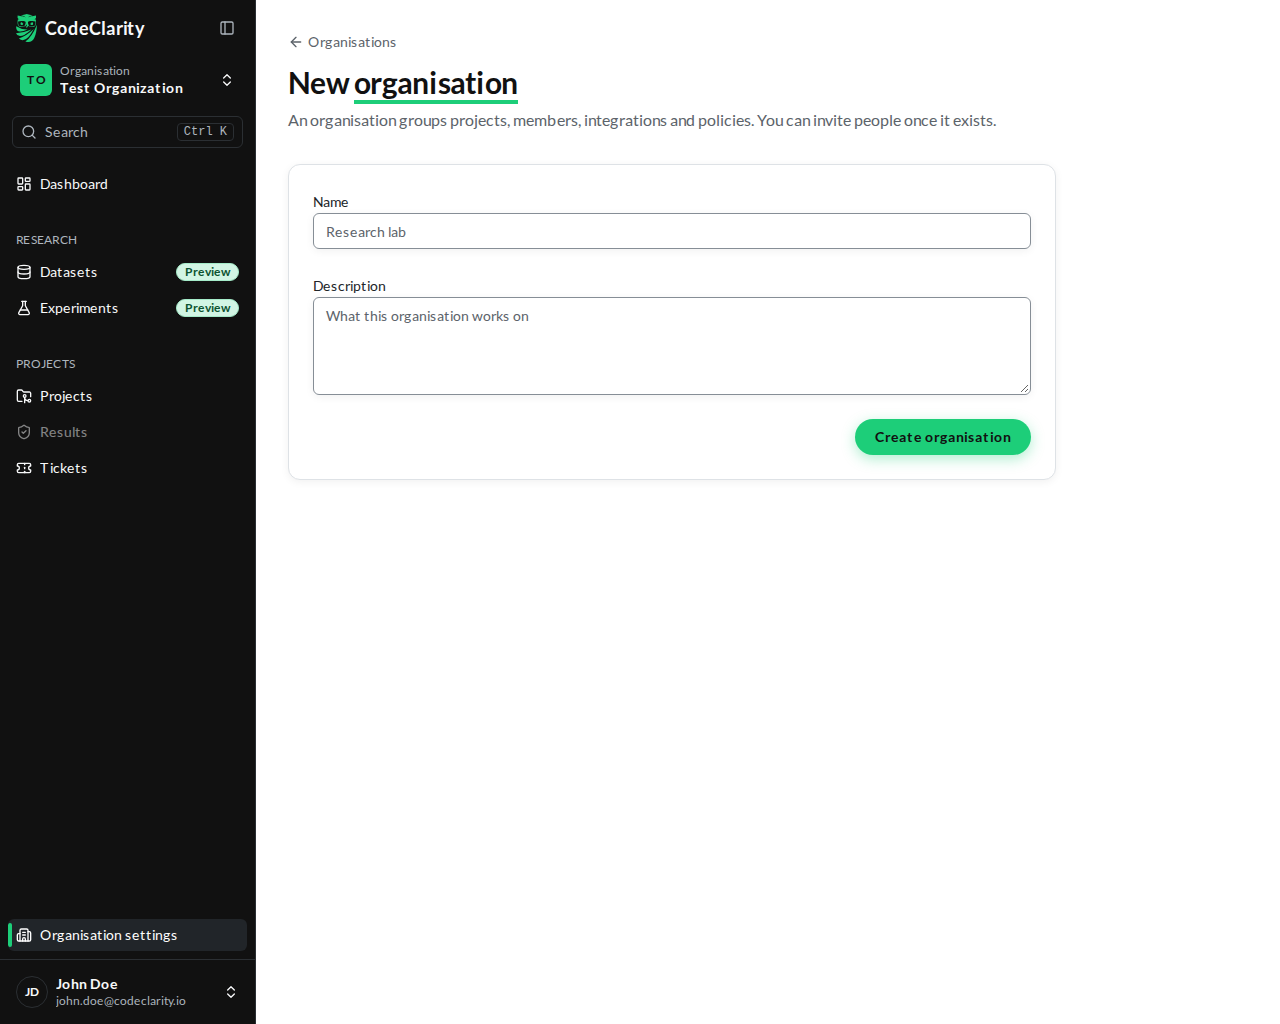 CodeClarity
TO
Organisation
Test Organization
Search
Ctrl K
Dashboard
RESEARCH
Datasets
Preview
Experiments
Preview
PROJECTS
Projects
Results
Tickets
Organisation settings
JD
John Doe
john.doe@codeclarity.io
Organisations
New organisation
An organisation groups projects, members, integrations and policies. You can invite people once it exists.
Name
Research lab
Description
What this organisation works on
Create organisation